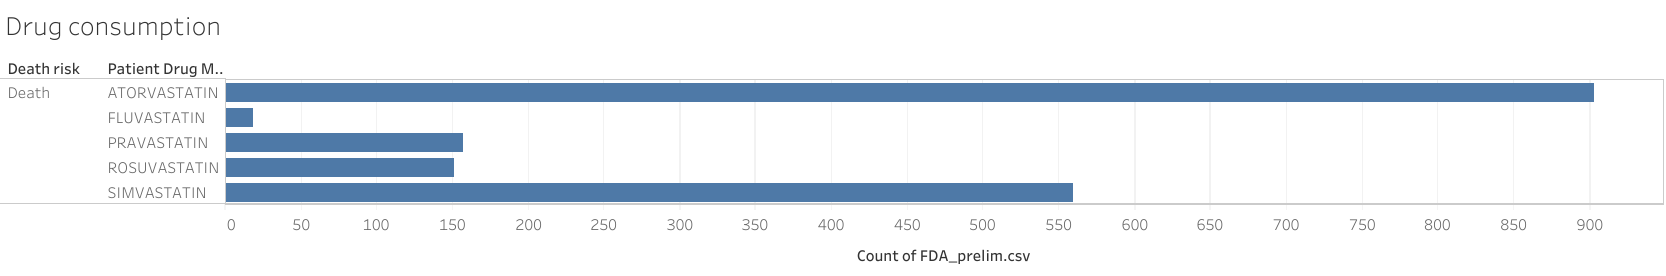 Drug consumption
Death risk Patient Drug M..
Death ATORVASTATIN
FLUVASTATIN
PRAVASTATIN
ROSUVASTATIN
SIMVASTATIN
0 50 100 150 200 250 300 350 400 450 500 550 600 650 700 750 800 850 900
Count of FDA_prelim.csv